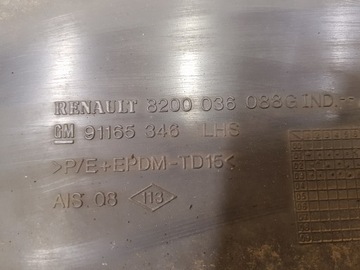 RENAULT 8200 036 088G IND.--
GM 91165 346 LHS
>P/E+EPDM-TD15<
AIS. 08 113